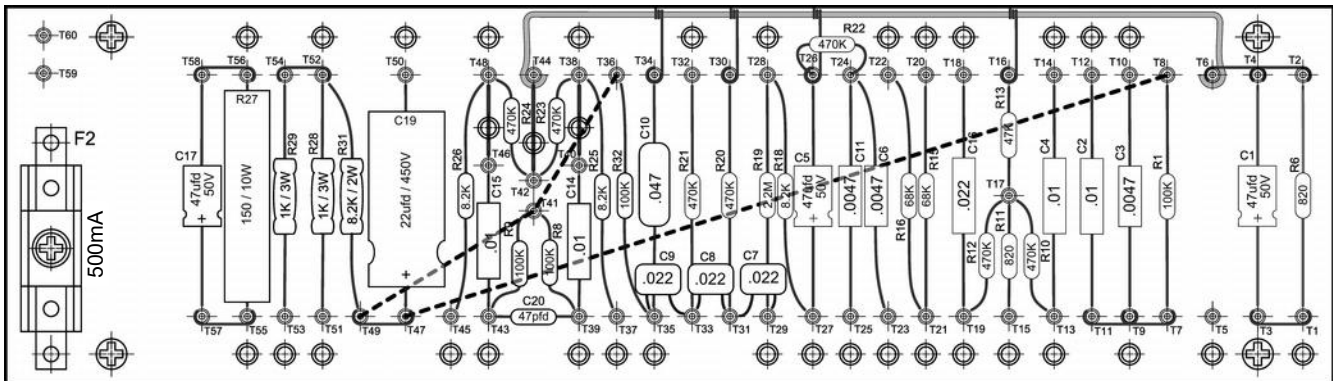 T60
T59
F2
500mA
T58
T56
T54
T52
T50
T48
T44
T38
T36
T34
T32
T30
T28
T26
R22
470K
T24
T22
T20
T18
T16
T14
T12
T10
T8
T6
T4
T2
C17
47ufd
50V
+
R27
150 / 10W
R29
1K / 3W
R28
1K / 3W
R31
8.2K / 2W
C19
22ufd / 450V
+
R26
8.2K
T46
C15
.01
R24
470K
R23
470K
T42
T41
T40
C14
.01
100K
R8
100K
C20
47pfd
R25
8.2K
R32
100K
C10
.047
R21
470K
R20
470K
R19
2.2M
R18
8.2K
C9
.022
C8
.022
C7
.022
C5
47ufd
50V
+
C11
.0047
C6
.0047
R16
68K
R15
68K
C16
.022
R13
47K
T17
R12
470K
R11
820
R10
470K
C4
.01
C2
.01
C3
.0047
R1
100K
C1
47ufd
50V
+
R6
820
T57
T55
T53
T51
T49
T47
T45
T43
T39
T37
T35
T33
T31
T29
T27
T25
T23
T21
T19
T15
T13
T11
T9
T7
T5
T3
T1